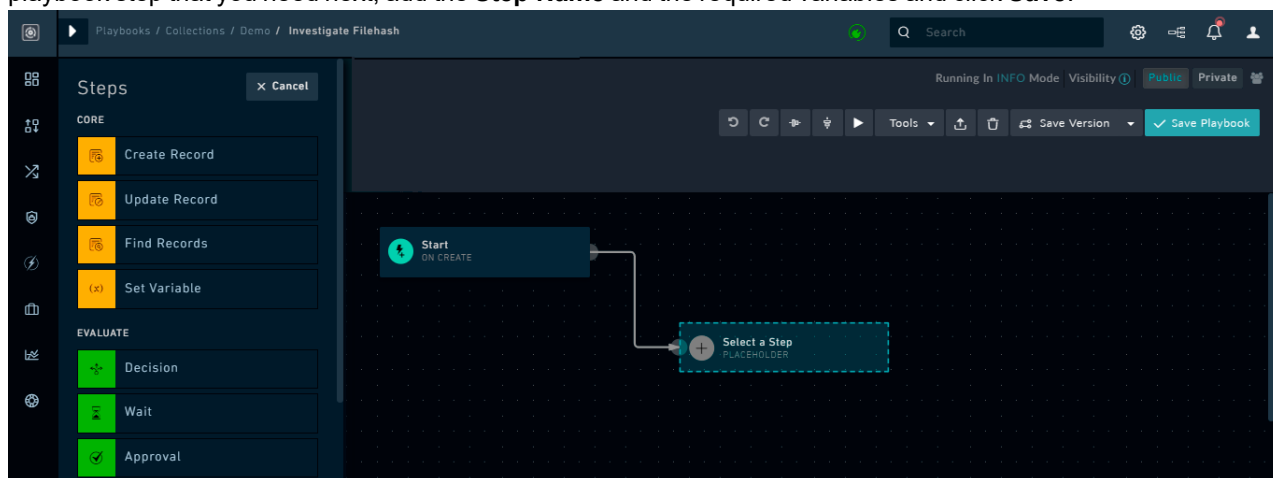 playbook step that you need next, add the Step Name and the required variables and click Save.
Playbooks / Collections / Demo / Investigate Filehash
Search
Steps
× Cancel
Running In INFO Mode Visibility
Public
Private
CORE
Tools
Save Version
Save Playbook
Create Record
Update Record
Find Records
Start
ON CREATE
(x) Set Variable
EVALUATE
Select a Step
PLACEHOLDER
Decision
Wait
Approval